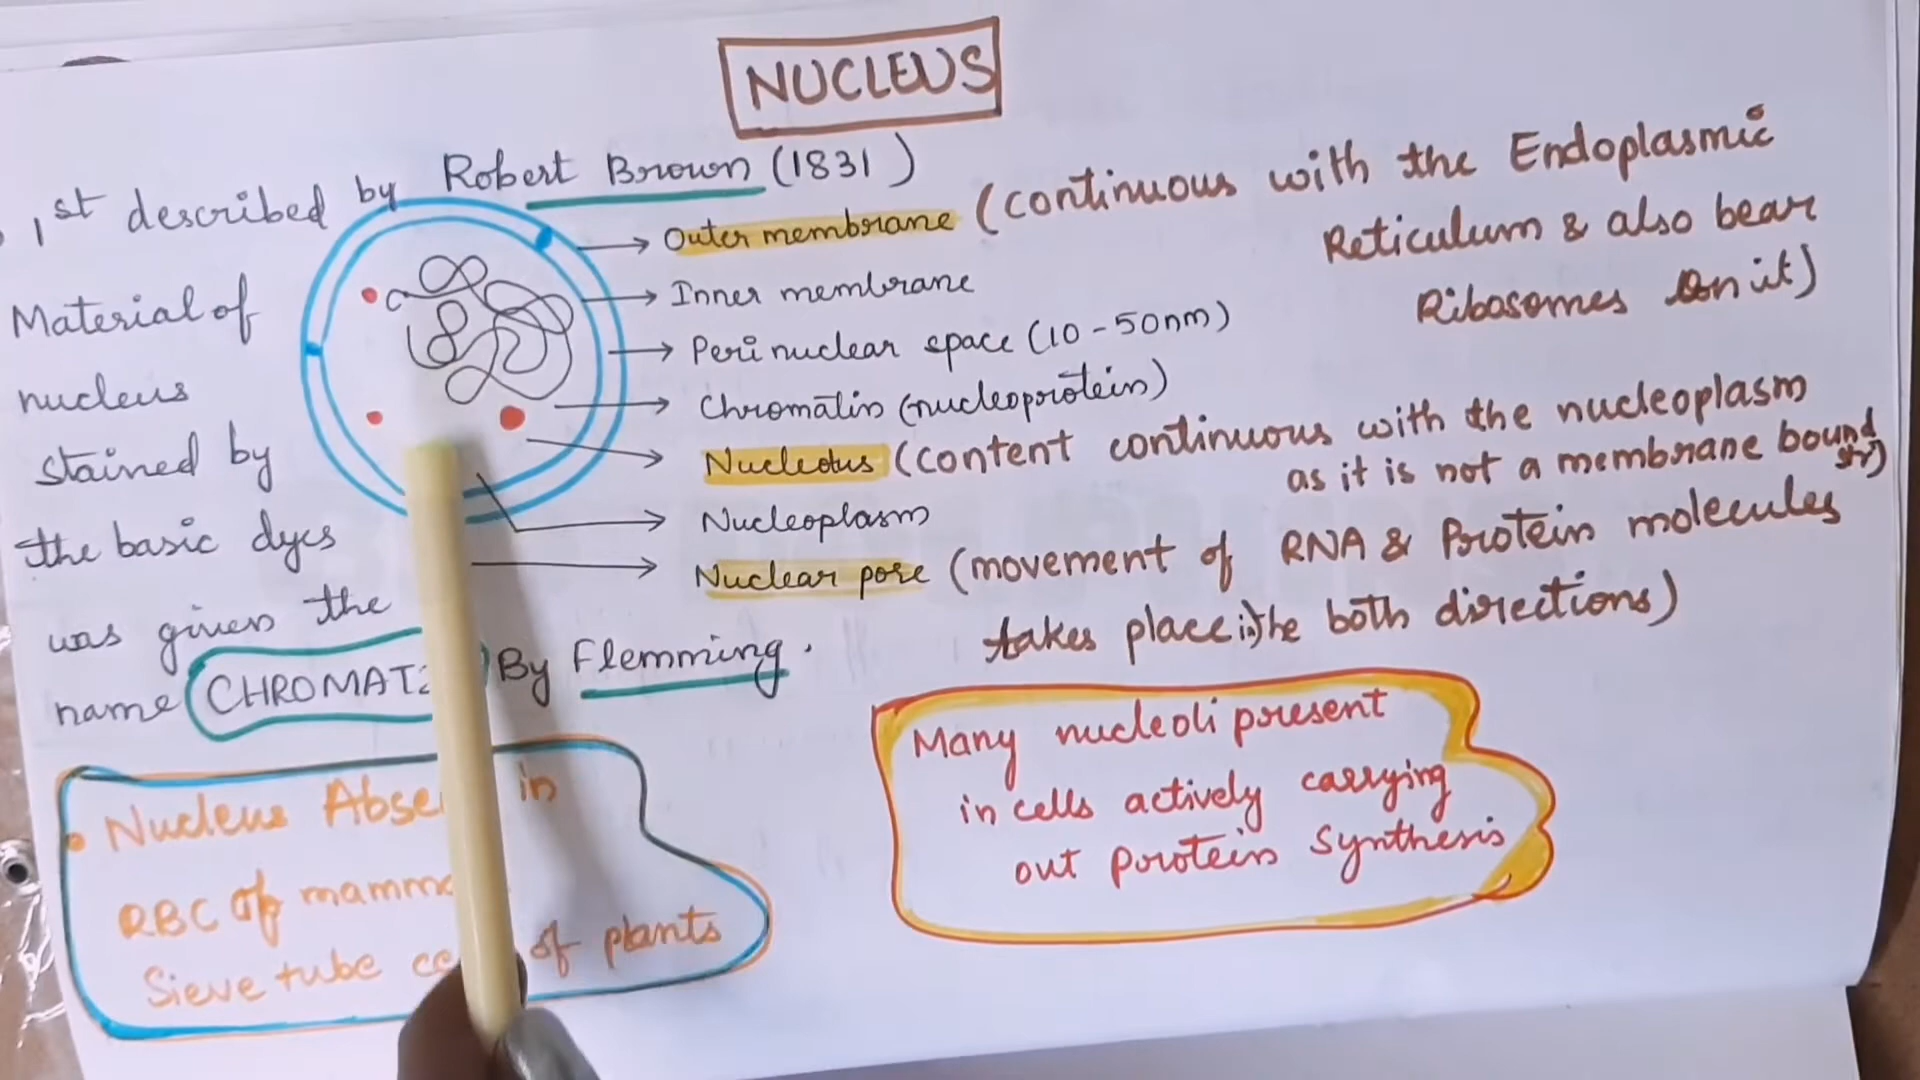 NUCLEUS
1st described by Robert Brown (1831)
Material of
nucleus
stained by
the basic dyes
was given the
name By Flemming.
Outer membrane (continuous with the Endoplasmic
Reticulum & also bear
Ribosomes on it)
Inner membrane
Peri nuclear space (10-50nm)
Chromatin (nucleoprotein)
Nucleolus (content continuous with the nucleoplasm
as it is not a membrane bound
str)
Nucleoplasm
Nuclear pore (movement of RNA & Protein molecules
takes place in the both directions)
• Nucleus in
RBC of
Sieve tube of plants
Many nucleoli present
in cells actively carrying
out protein synthesis